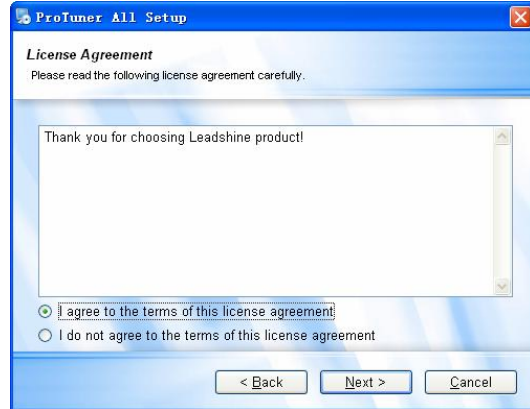 ProTuner All Setup
License Agreement
Please read the following license agreement carefully.
Thank you for choosing Leadshine product!
I agree to the terms of this license agreement
I do not agree to the terms of this license agreement
< Back Next > Cancel